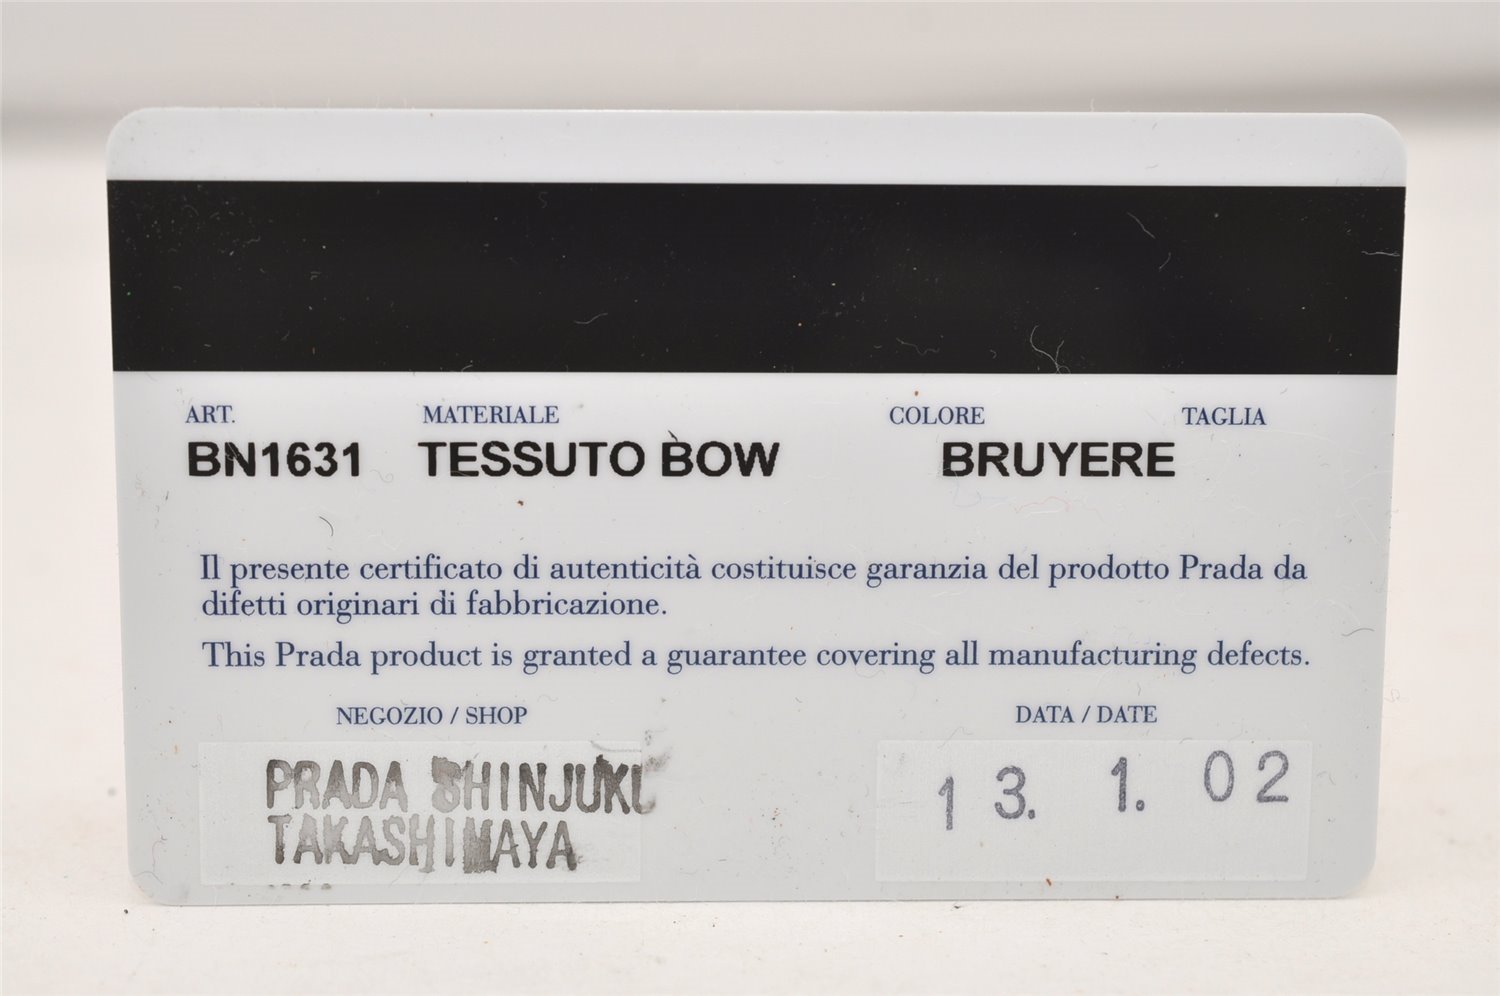 ART. MATERIALE COLORE TAGLIA
BN1631 TESSUTO BOW BRUYERE
Il presente certificato di autenticità costituisce garanzia del prodotto Prada da
difetti originari di fabbricazione.
This Prada product is granted a guarantee covering all manufacturing defects.
NEGOZIO / SHOP DATA / DATE
PRADA SHINJUKU 13. 1. 02
TAKASHIMAYA